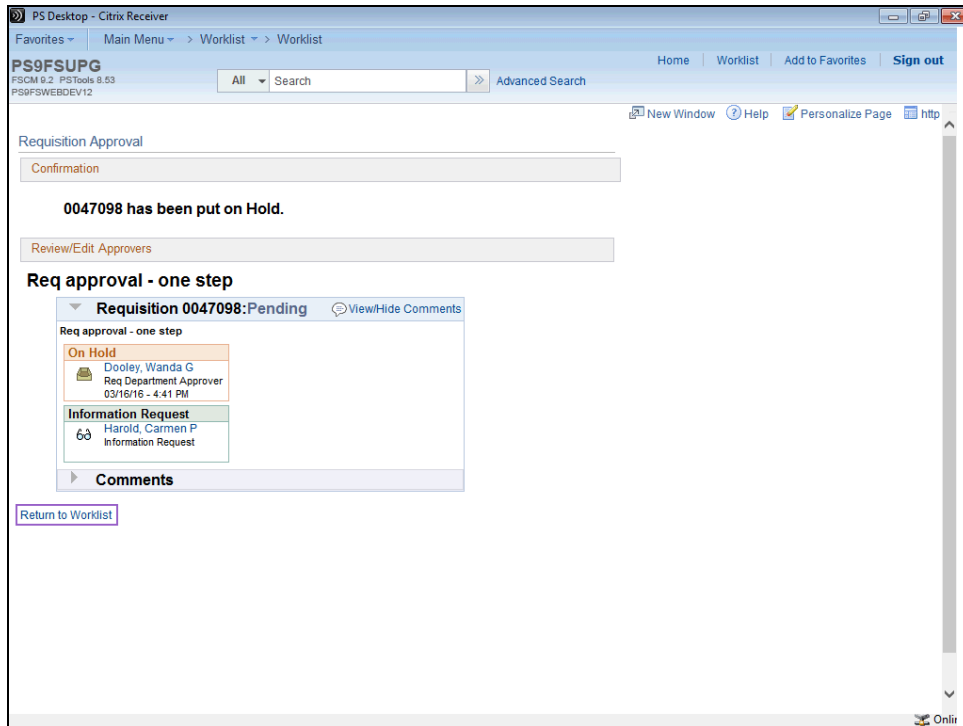 PS Desktop - Citrix Receiver
Favorites Main Menu > Worklist > Worklist
PS9FSUPG
FSCM 9.2 PSTools 8.53
PS9FSWEBDEV12
All Search Advanced Search
Home Worklist Add to Favorites Sign out
New Window Help Personalize Page http
Requisition Approval
Confirmation
0047098 has been put on Hold.
Review/Edit Approvers
Req approval - one step
Requisition 0047098:Pending View/Hide Comments
Req approval - one step
On Hold
Dooley, Wanda G
Req Department Approver
03/16/16 - 4:41 PM
Information Request
Harold, Carmen P
Information Request
Comments
Return to Worklist
Onlin